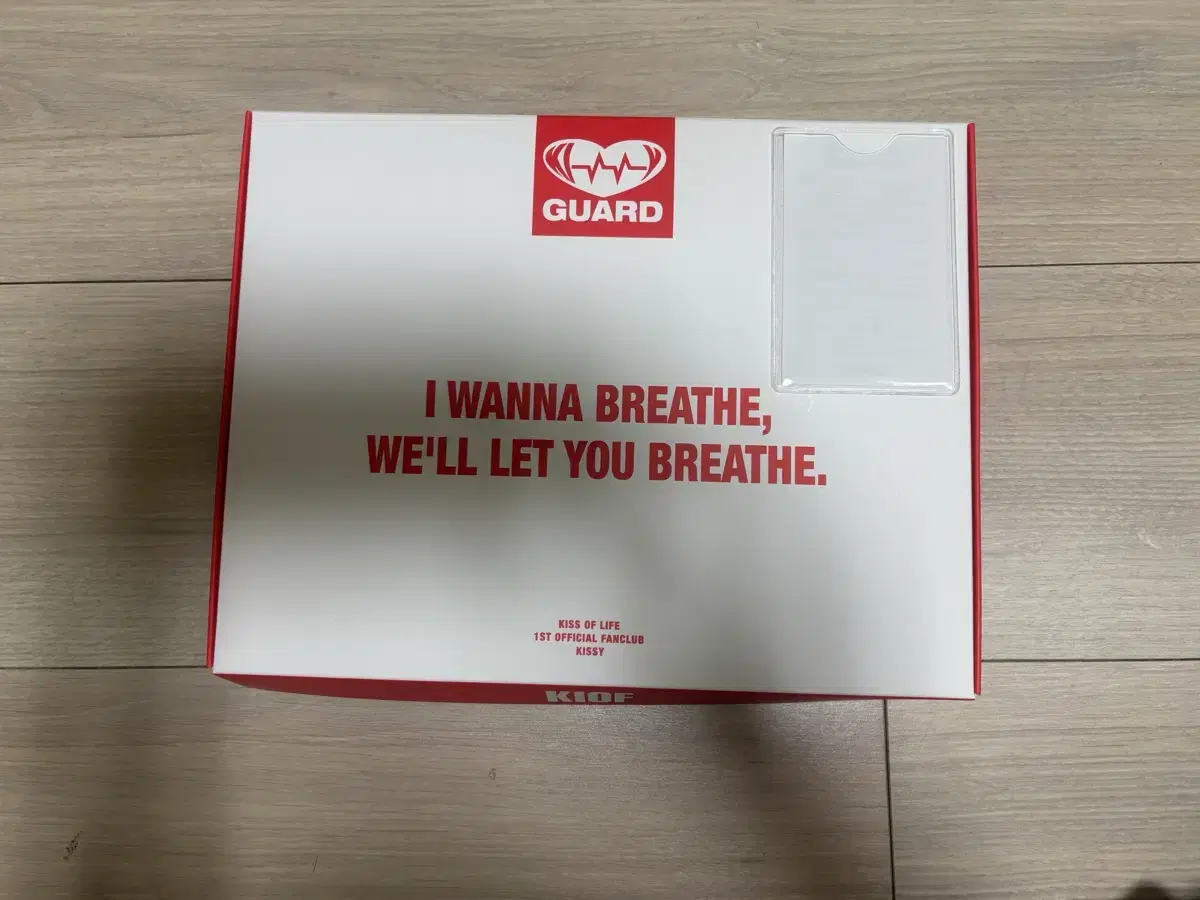 GUARD
I WANNA BREATHE,
WE'LL LET YOU BREATHE.
KISS OF LIFE
1ST OFFICIAL FANCLUB
KISSY
KIOF